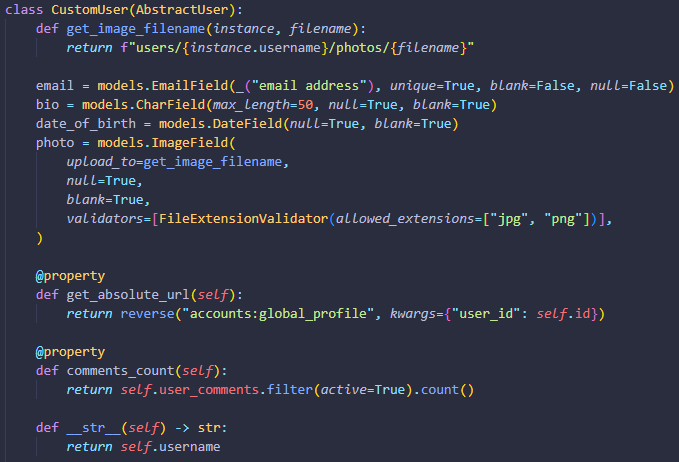 class CustomUser(AbstractUser):
    def get_image_filename(instance, filename):
        return f"users/{instance.username}/photos/{filename}"

    email = models.EmailField(_("email address"), unique=True, blank=False, null=False)
    bio = models.CharField(max_length=50, null=True, blank=True)
    date_of_birth = models.DateField(null=True, blank=True)
    photo = models.ImageField(
        upload_to=get_image_filename,
        null=True,
        blank=True,
        validators=[FileExtensionValidator(allowed_extensions=["jpg", "png"])],
    )

    @property
    def get_absolute_url(self):
        return reverse("accounts:global_profile", kwargs={"user_id": self.id})

    @property
    def comments_count(self):
        return self.user_comments.filter(active=True).count()

    def __str__(self) -> str:
        return self.username